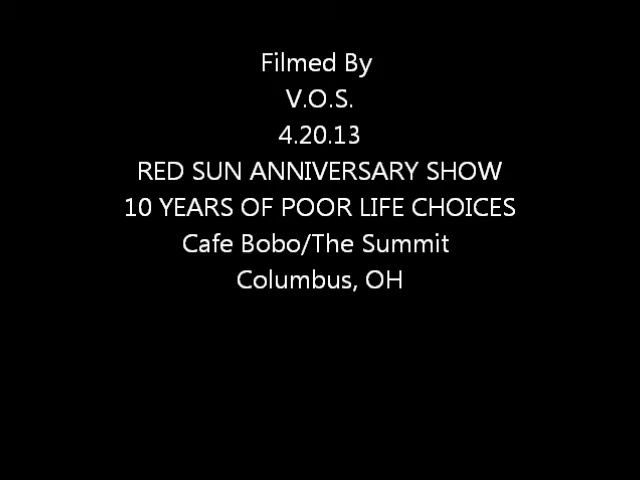 Filmed By
V.O.S.
4.20.13
RED SUN ANNIVERSARY SHOW
10 YEARS OF POOR LIFE CHOICES
Cafe Bobo/The Summit
Columbus, OH